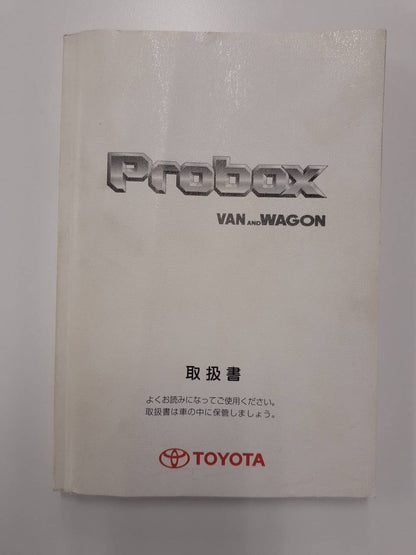 Probox
VAN AND WAGON
取扱書
よくお読みになってご使用ください。
取扱書は車の中に保管しましょう。
TOYOTA